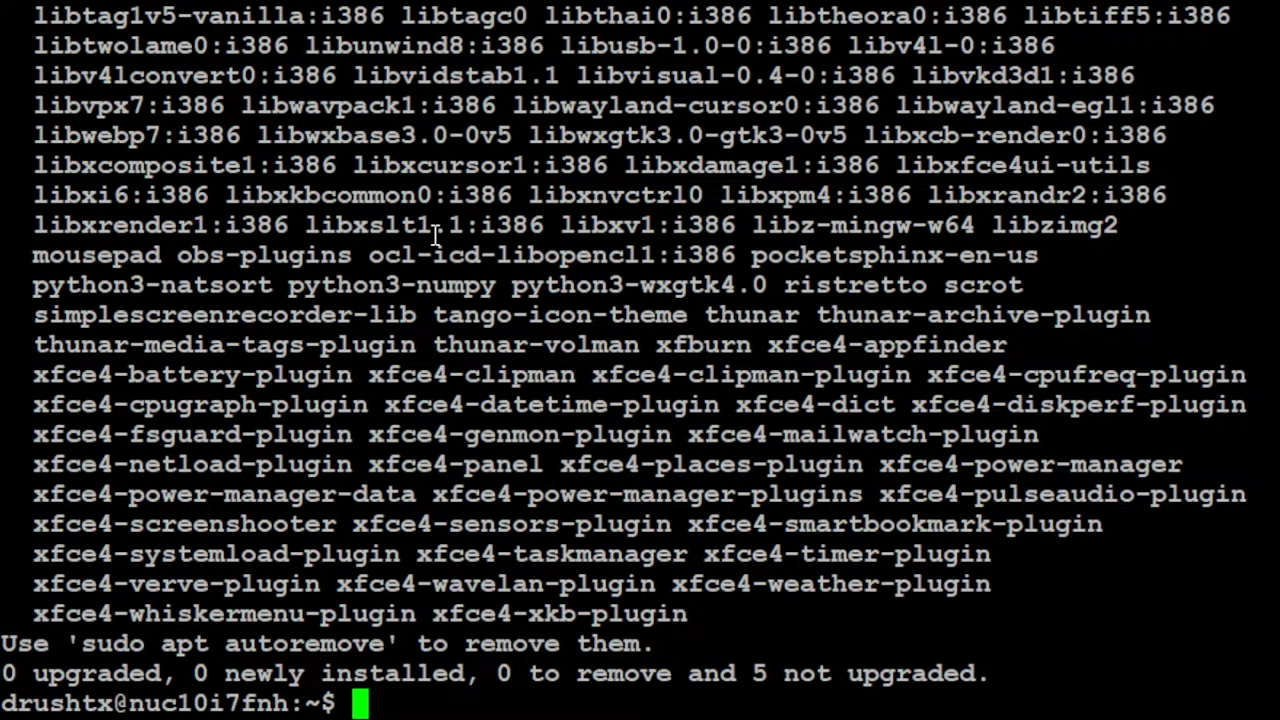 libtag1v5-vanilla:i386 libtagc0 libthai0:i386 libtheora0:i386 libtiff5:i386
libtwolame0:i386 libunwind8:i386 libusb-1.0-0:i386 libv4l-0:i386
libv4lconvert0:i386 libvidstab1.1 libvisual-0.4-0:i386 libvkd3d1:i386
libvpx7:i386 libwavpack1:i386 libwayland-cursor0:i386 libwayland-egl1:i386
libwebp7:i386 libwxbase3.0-0v5 libwxgtk3.0-gtk3-0v5 libxcb-render0:i386
libxcomposite1:i386 libxcursor1:i386 libxdamage1:i386 libxfce4ui-utils
libxi6:i386 libxkbcommon0:i386 libxnvctrl0 libxpm4:i386 libxrandr2:i386
libxrender1:i386 libxslt1.1:i386 libxv1:i386 libz-mingw-w64 libzimg2
mousepad obs-plugins ocl-icd-libopencl1:i386 pocketsphinx-en-us
python3-natsort python3-numpy python3-wxgtk4.0 ristretto scrot
simplescreenrecorder-lib tango-icon-theme thunar thunar-archive-plugin
thunar-media-tags-plugin thunar-volman xfburn xfce4-appfinder
xfce4-battery-plugin xfce4-clipman xfce4-clipman-plugin xfce4-cpufreq-plugin
xfce4-cpugraph-plugin xfce4-datetime-plugin xfce4-dict xfce4-diskperf-plugin
xfce4-fsguard-plugin xfce4-genmon-plugin xfce4-mailwatch-plugin
xfce4-netload-plugin xfce4-panel xfce4-places-plugin xfce4-power-manager
xfce4-power-manager-data xfce4-power-manager-plugins xfce4-pulseaudio-plugin
xfce4-screenshooter xfce4-sensors-plugin xfce4-smartbookmark-plugin
xfce4-systemload-plugin xfce4-taskmanager xfce4-timer-plugin
xfce4-verve-plugin xfce4-wavelan-plugin xfce4-weather-plugin
xfce4-whiskermenu-plugin xfce4-xkb-plugin
Use 'sudo apt autoremove' to remove them.
0 upgraded, 0 newly installed, 0 to remove and 5 not upgraded.
drushtx@nuc10i7fnh:~$